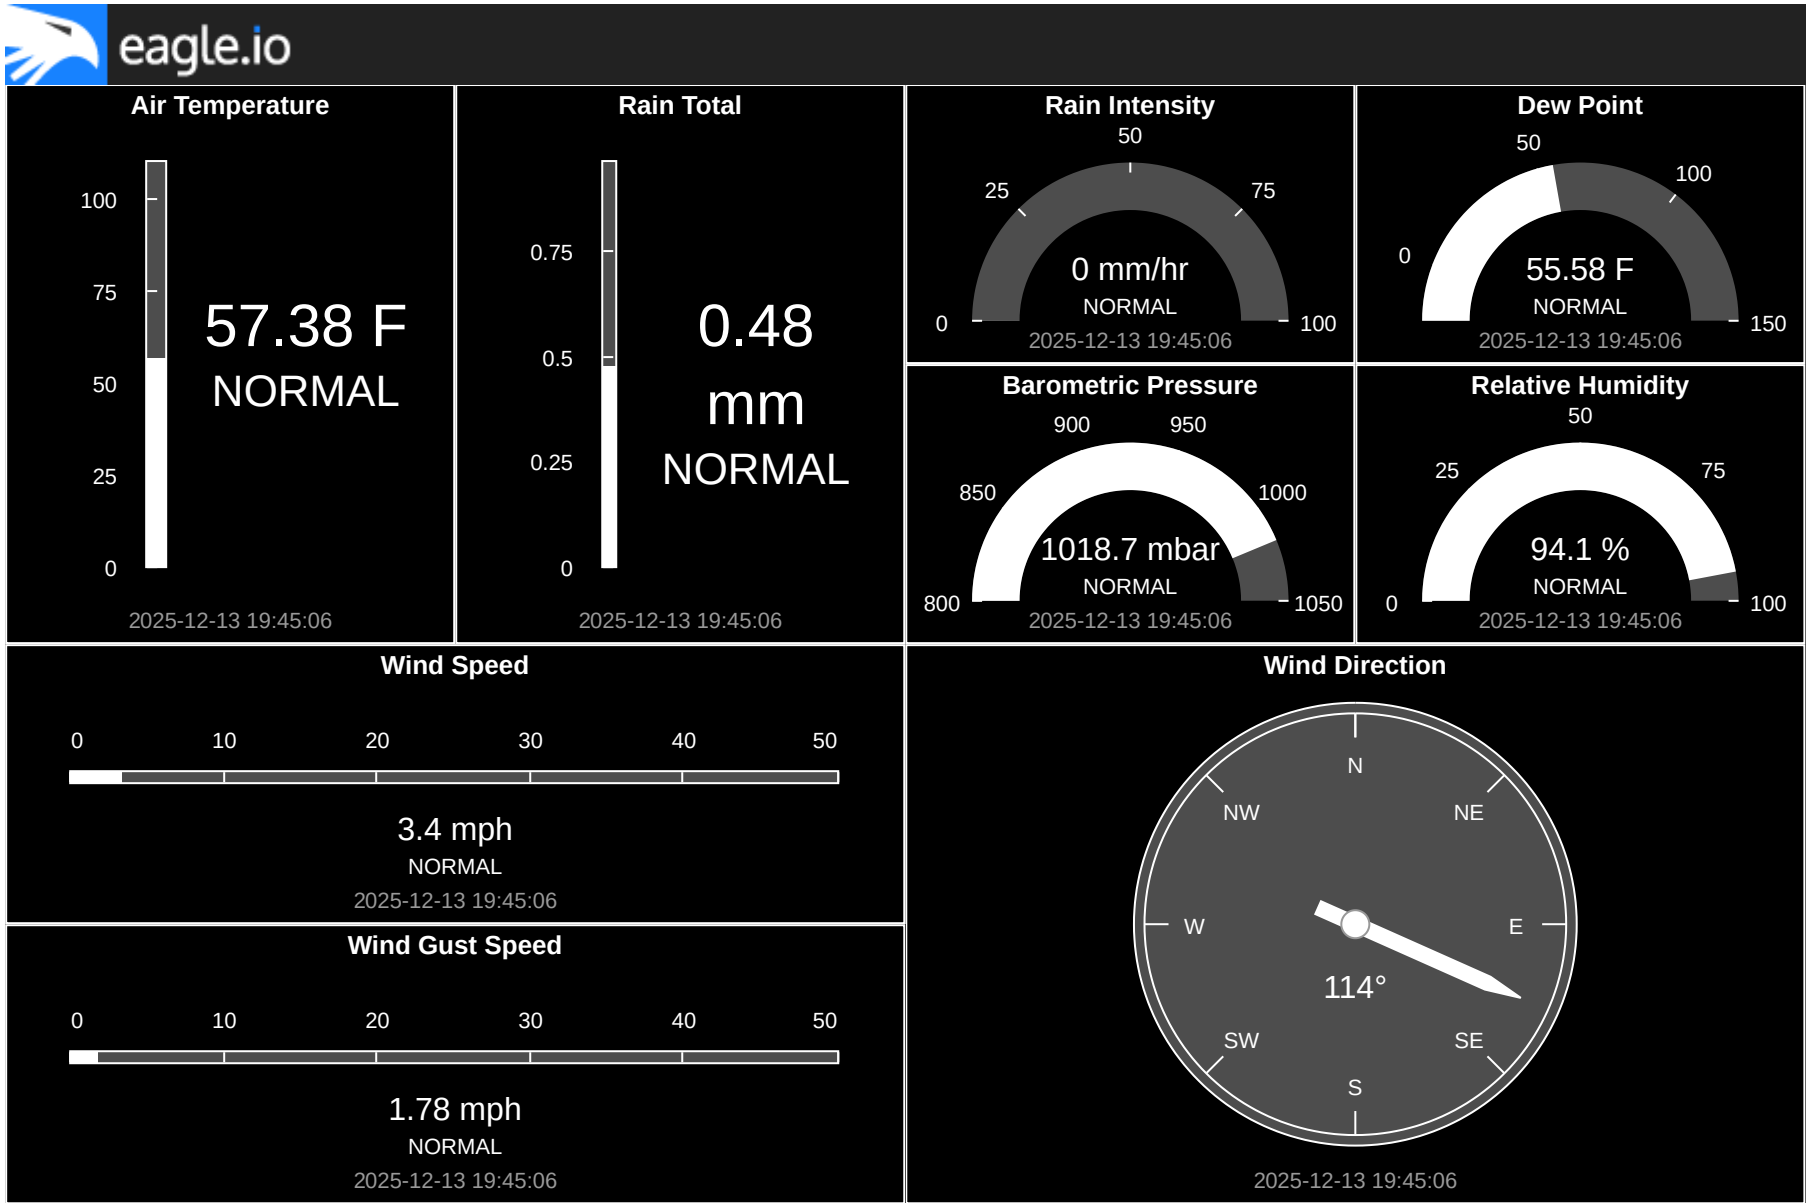 eagle.io
Air Temperature
100
75
50
25
0
57.38 F
NORMAL
2025-12-13 19:45:06
Rain Total
0.75
0.5
0.25
0
0.48
mm
NORMAL
2025-12-13 19:45:06
Rain Intensity
0
25
50
75
100
0 mm/hr
NORMAL
2025-12-13 19:45:06
Dew Point
0
50
100
150
55.58 F
NORMAL
2025-12-13 19:45:06
Barometric Pressure
800
850
900
950
1000
1050
1018.7 mbar
NORMAL
2025-12-13 19:45:06
Relative Humidity
0
25
50
75
100
94.1 %
NORMAL
2025-12-13 19:45:06
Wind Speed
0 10 20 30 40 50
3.4 mph
NORMAL
2025-12-13 19:45:06
Wind Gust Speed
0 10 20 30 40 50
1.78 mph
NORMAL
2025-12-13 19:45:06
Wind Direction
N
NW NE
W E
114°
SW SE
S
2025-12-13 19:45:06